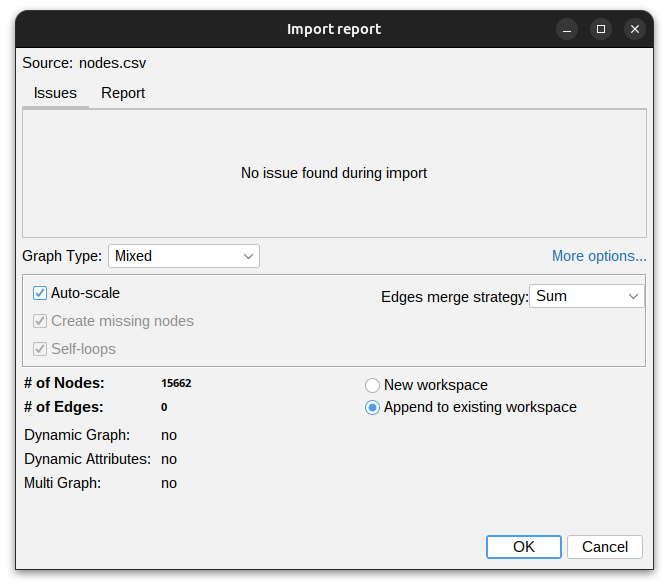 Import report
Source: nodes.csv
Issues Report
No issue found during import
Graph Type: Mixed More options...
Auto-scale Edges merge strategy: Sum
Create missing nodes
Self-loops
# of Nodes: 15662 New workspace
# of Edges: 0 Append to existing workspace
Dynamic Graph: no
Dynamic Attributes: no
Multi Graph: no
OK Cancel